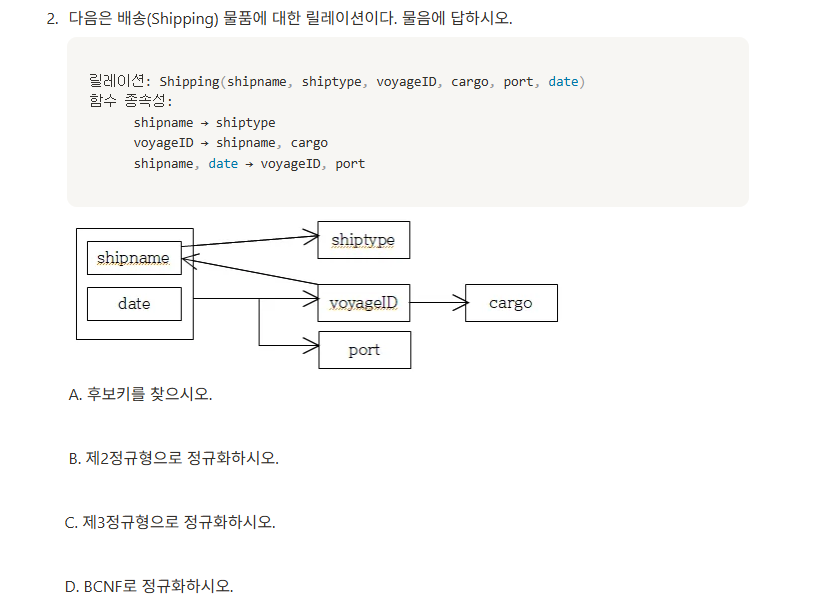 2. 다음은 배송(Shipping) 물품에 대한 릴레이션이다. 물음에 답하시오.
릴레이션: Shipping(shipname, shiptype, voyageID, cargo, port, date)
함수 종속성:
shipname → shiptype
voyageID → shipname, cargo
shipname, date → voyageID, port
shiptype
shipname
date
voyageID
cargo
port
A. 후보키를 찾으시오.
B. 제2정규형으로 정규화하시오.
C. 제3정규형으로 정규화하시오.
D. BCNF로 정규화하시오.